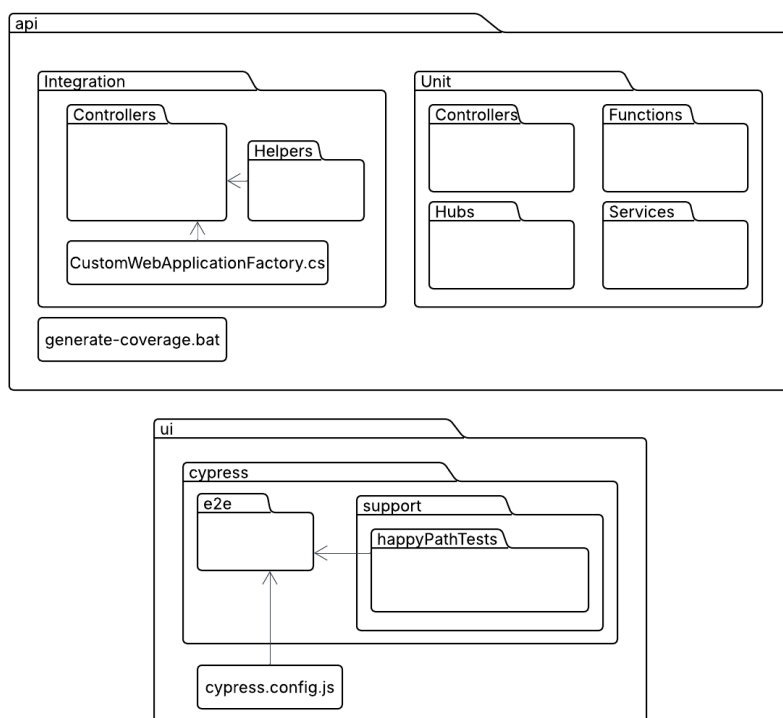 api
Integration
Controllers
Helpers
CustomWebApplicationFactory.cs
generate-coverage.bat
Unit
Controllers
Functions
Hubs
Services
ui
cypress
e2e
support
happyPathTests
cypress.config.js